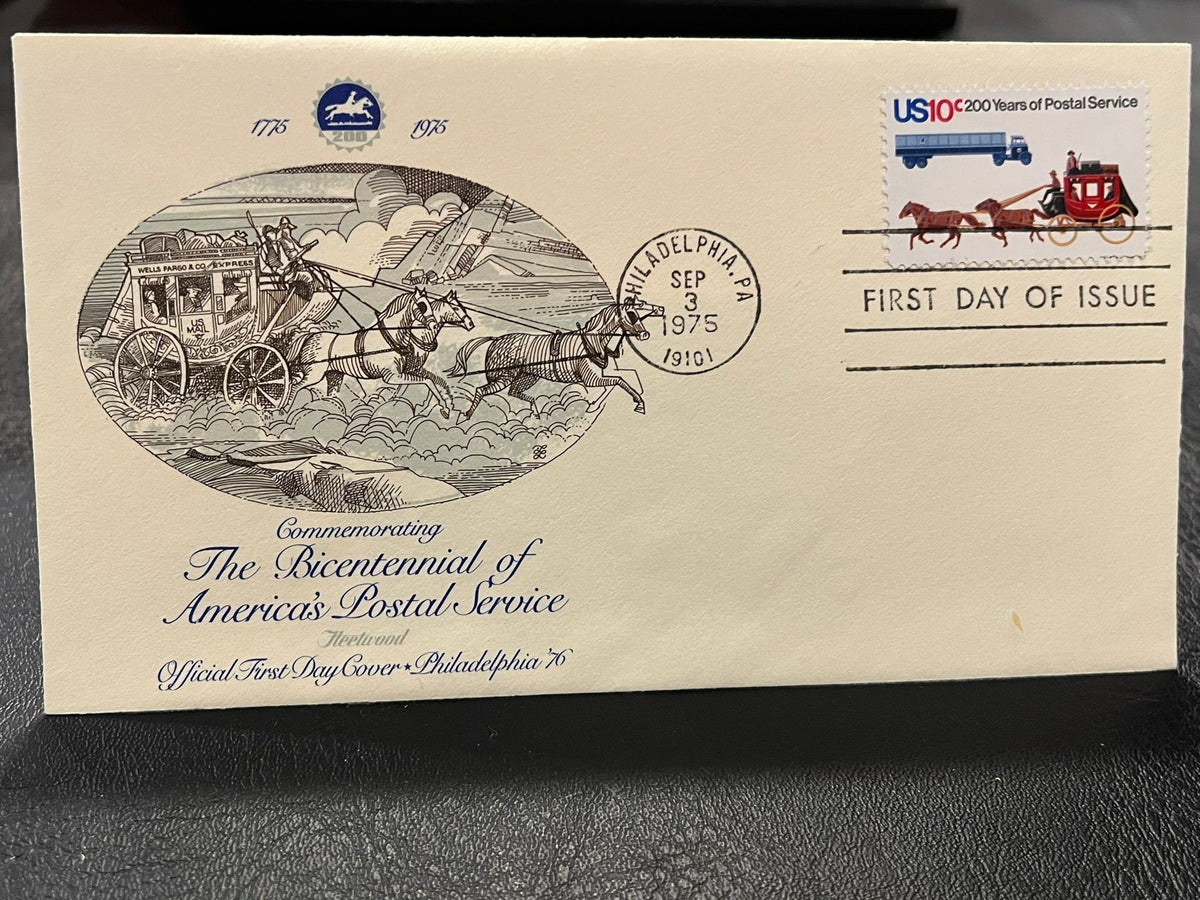 1775 200 1975
US10c 200 Years of Postal Service
WELLS FARGO & CO. EXPRESS
U.S. MAIL
PHILADELPHIA, PA
SEP
3
1975
19101
FIRST DAY OF ISSUE
Commemorating
The Bicentennial of
America's Postal Service
Fleetwood
Official First Day Cover ★ Philadelphia '76